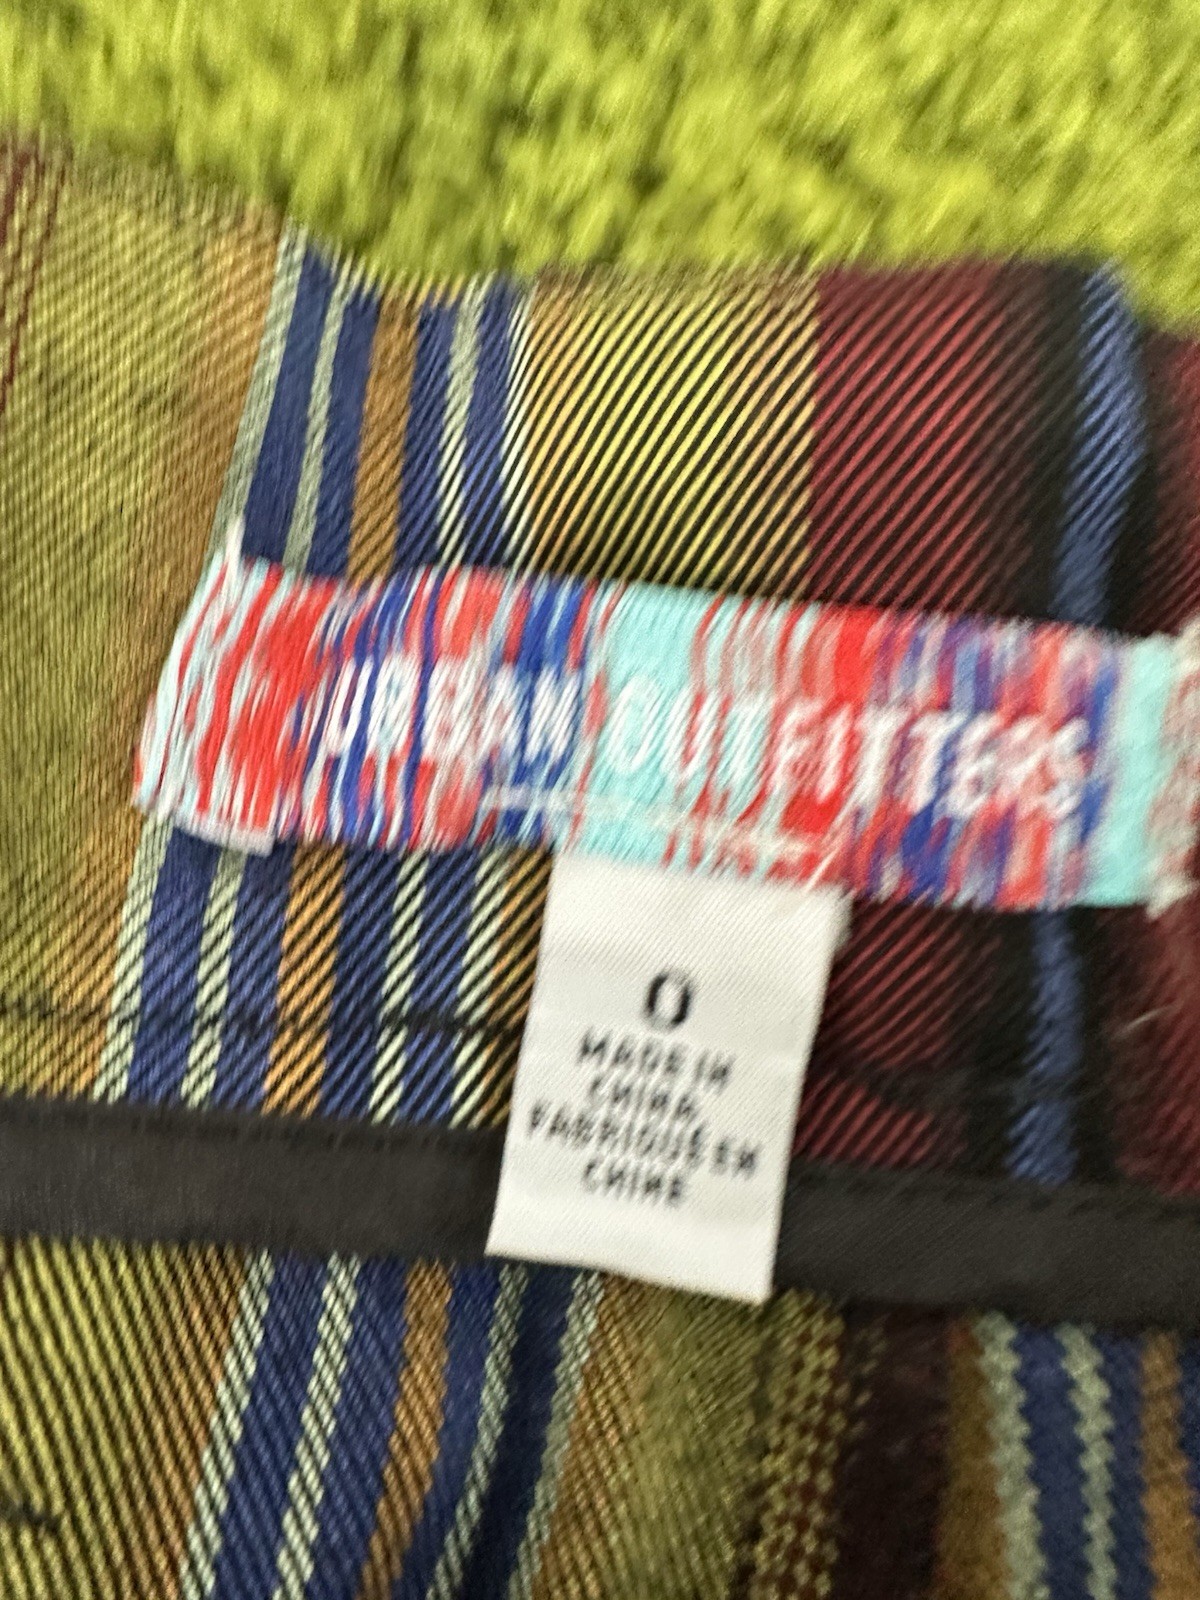 URBAN OUTFITTERS
0
MADE IN
CHINA
FABRIQUÉ EN
CHINE